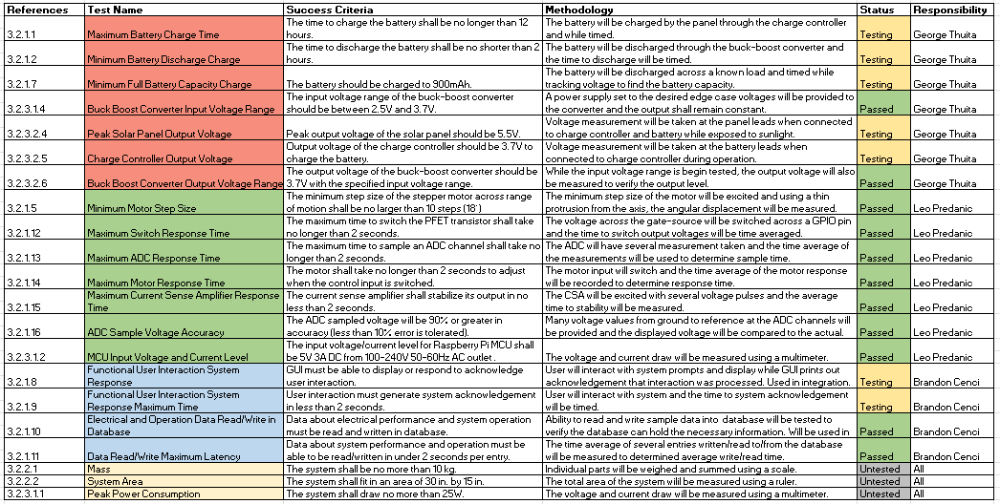 References Test Name Success Criteria Methodology Status Responsibility
3.2.1.1 Maximum Battery Charge Time The time to charge the battery shall be no longer than 12 hours. The battery will be charged by the panel through the charge controller and while timed. Testing George Thuita
3.2.1.2 Minimum Battery Discharge Charge The time to discharge the battery shall be no shorter than 2 hours. The battery will be discharged through the buck-boost converter and the time to discharge will be timed. Testing George Thuita
3.2.1.7 Minimum Full Battery Capacity Charge The battery should be charged to 900mAh. The battery will be discharged across a known load and timed while tracking voltage to find the battery capacity. Testing George Thuita
3.2.3.1.4 Buck Boost Converter Input Voltage Range The input voltage range of the buck-boost converter should be between 2.5V and 3.7V. A power supply set to the desired edge case voltages will be provided to the converter and the output shall remain constant. Passed George Thuita
3.2.3.2.4 Peak Solar Panel Output Voltage Peak output voltage of the solar panel should be 5.5V. Voltage measurement will be taken at the panel leads when connected to charge controller and battery while exposed to sunlight. Testing George Thuita
3.2.3.2.5 Charge Controller Output Voltage Output voltage of the charge controller should be 3.7V to charge the battery. Voltage measurement will be taken at the battery leads when connected to charge controller during operation. Testing George Thuita
3.2.3.2.6 Buck Boost Converter Output Voltage Range The output voltage of the buck-boost converter should be 3.7V with the specified input voltage range. While the input voltage range is begin tested, the output voltage will also be measured to verify the output level. Passed George Thuita
3.2.1.5 Minimum Motor Step Size The minimum step size of the stepper motor across range of motion shall be no larger than 10 steps (18°) The minimum step size of the motor will be excited and using a thin protrusion from the axis, the angular displacement will be measured. Passed Leo Predanic
3.2.1.12 Maximum Switch Response Time The maximum time to switch the PFET transistor shall take no longer than 2 seconds. The voltage across the gate-source will be switched across a GPIO pin and the time to switch output voltages will be time averaged. Passed Leo Predanic
3.2.1.13 Maximum ADC Response Time The maximum time to sample an ADC channel shall take no longer than 2 seconds. The ADC will have several measurement taken and the time average of the measurements will be used to determine sample time. Passed Leo Predanic
3.2.1.14 Maximum Motor Response Time The motor shall take no longer than 2 seconds to adjust when the control input is switched. The motor input will switch and the time average of the motor response will be recorded to determine response time. Passed Leo Predanic
3.2.1.15 Maximum Current Sense Amplifier Response Time The current sense amplifier shall stabilize its output in no less than 2 seconds. The CSA will be excited with several voltage pulses and the average time to stability will be measured. Passed Leo Predanic
3.2.1.16 ADC Sample Voltage Accuracy The ADC sampled voltage will be 90% or greater in accuracy (less than 10% error is tolerated). Many voltage values from ground to reference at the ADC channels will be provided and the displayed voltage will be compared to the actual. Passed Leo Predanic
3.2.3.1.2 MCU Input Voltage and Current Level The input voltage/current level for Raspberry Pi MCU shall be 5V 3A DC from 100-240V 50-60Hz AC outlet. The voltage and current draw will be measured using a multimeter. Passed Leo Predanic
3.2.1.8 Functional User Interaction System Response GUI must be able to display or respond to acknowledge user interaction. User will interact with system prompts and display while GUI prints out acknowledgement that interaction was processed. Used in integration. Testing Brandon Cenci
3.2.1.9 Functional User Interaction System Response Maximum Time User interaction must generate system acknowledgement in less than 2 seconds. User will interact with system and the time to system acknowledgement will be timed. Testing Brandon Cenci
3.2.1.10 Electrical and Operation Data Read/Write in Database Data about electrical performance and system operation must be read and written in database. Ability to read and write sample data into database will be tested to verify the database can hold the necessary information. Will be used in Passed Brandon Cenci
3.2.1.11 Data Read/Write Maximum Latency Data about system performance and operation must be able to be read/written in under 2 seconds per entry. The time average of several entries written/read to/from the database will be measured to determined average write/read time. Passed Brandon Cenci
3.2.2.1 Mass The system shall be no more than 10 kg. Individual parts will be weighed and summed using a scale. Untested All
3.2.2.2 System Area The system shall fit in an area of 30 in. by 15 in. The total area of the system will me measured using a ruler. Untested All
3.2.3.1.1 Peak Power Consumption The system shall draw no more than 25W. The voltage and current draw will be measured using a multimeter. Untested All